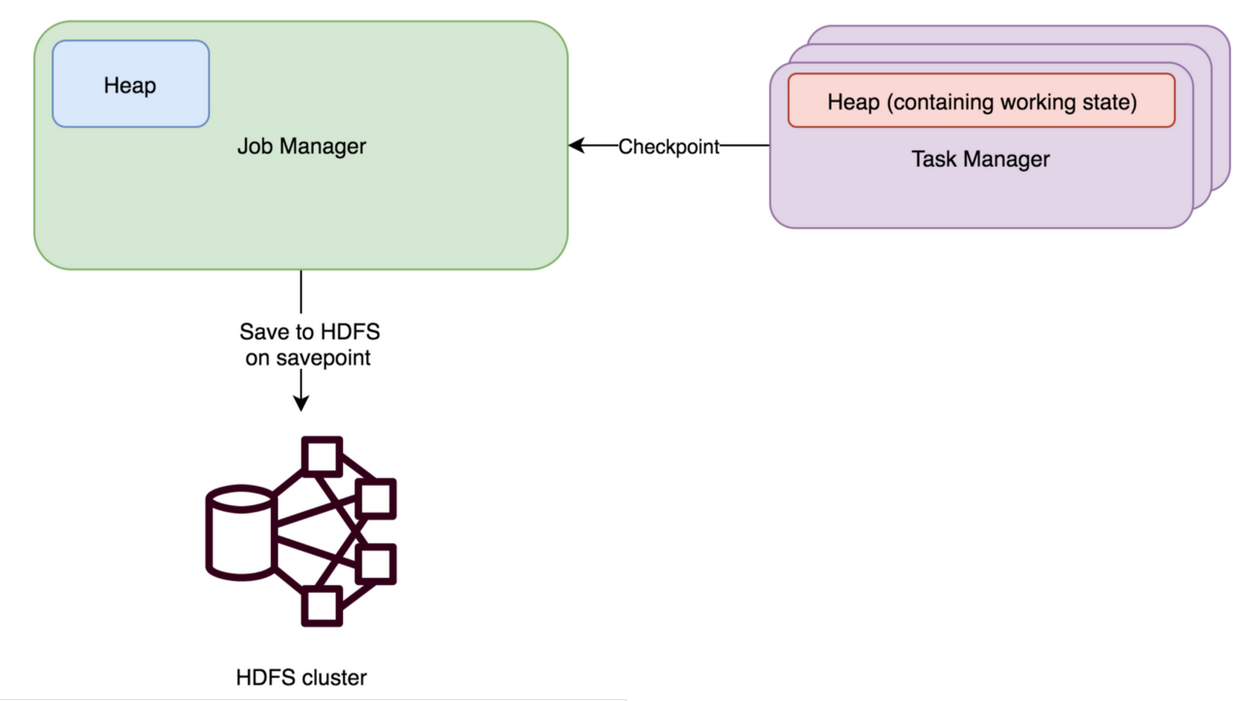 Heap
Job Manager
Checkpoint
Heap (containing working state)
Task Manager
Save to HDFS
on savepoint
HDFS cluster